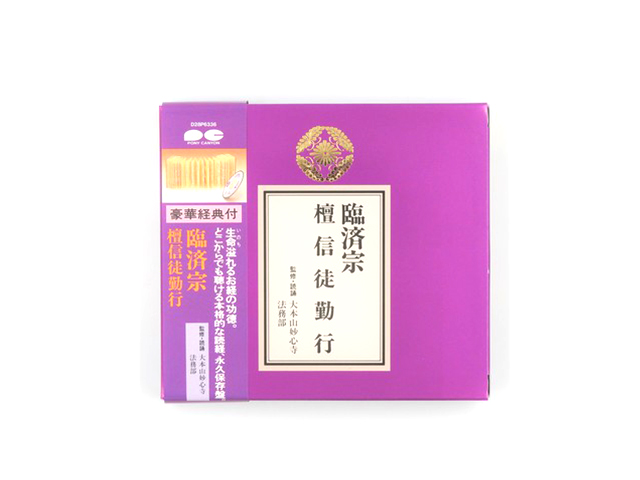 D20P6236
PONY CANYON
豪華経典付
生命溢れるお経の功徳。
いのち
どこからでも聴ける本格的な読経、永久保存盤。
臨済宗
檀信徒勤行
監修・読誦 大本山妙心寺
法務部
臨済宗
檀信徒勤行
監修・読誦 大本山妙心寺
法務部